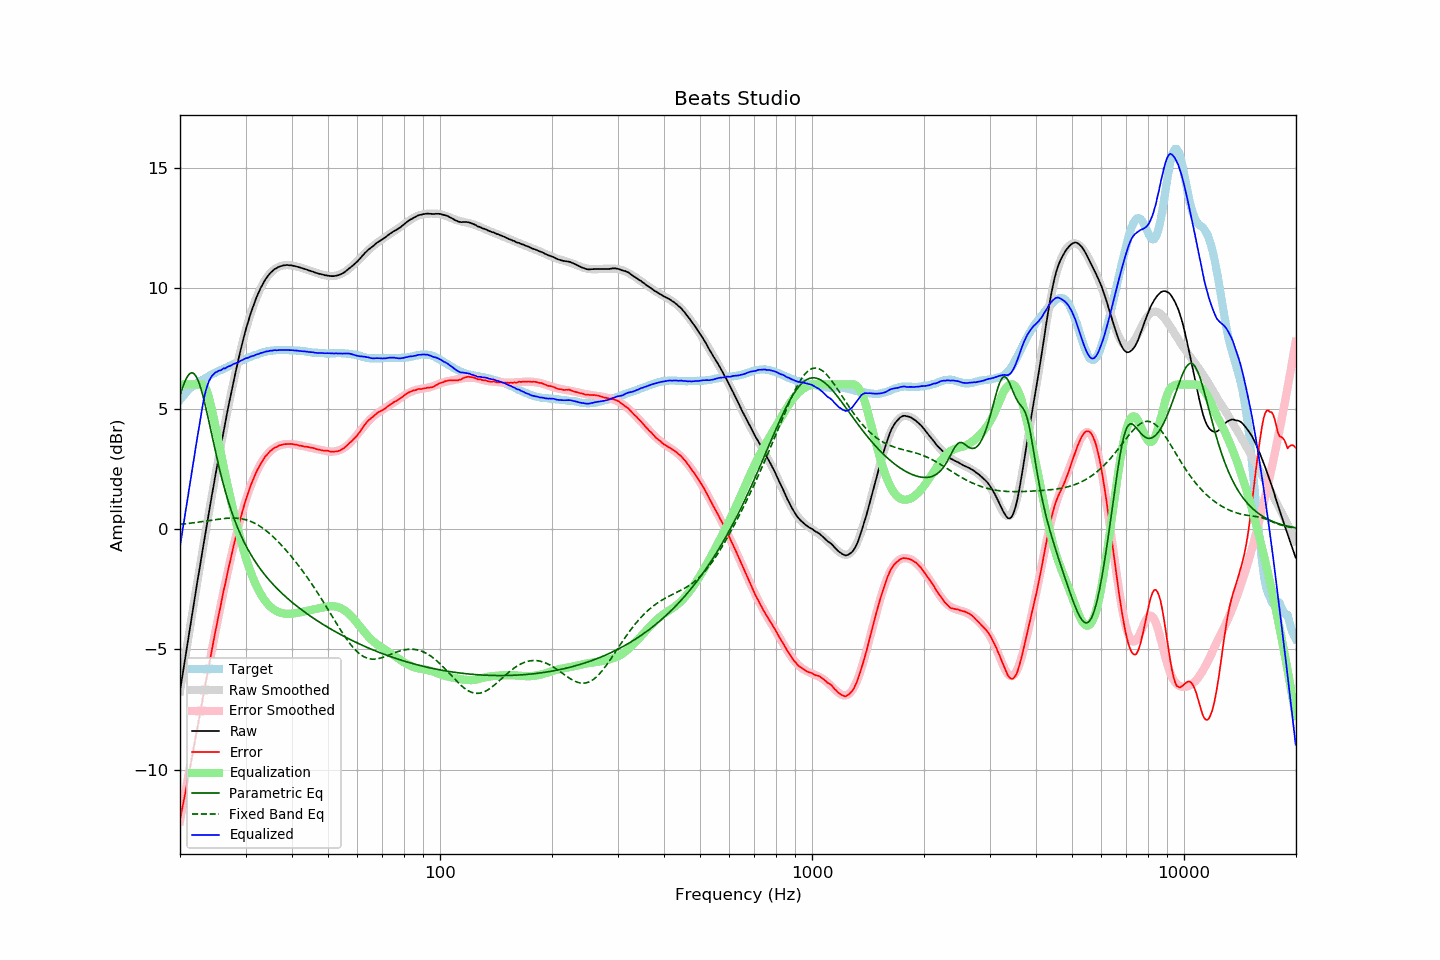 Beats Studio
Amplitude (dBr)
15
10
5
0
−5
−10
Target
Raw Smoothed
Error Smoothed
Raw
Error
Equalization
Parametric Eq
Fixed Band Eq
Equalized
100
1000
10000
Frequency (Hz)